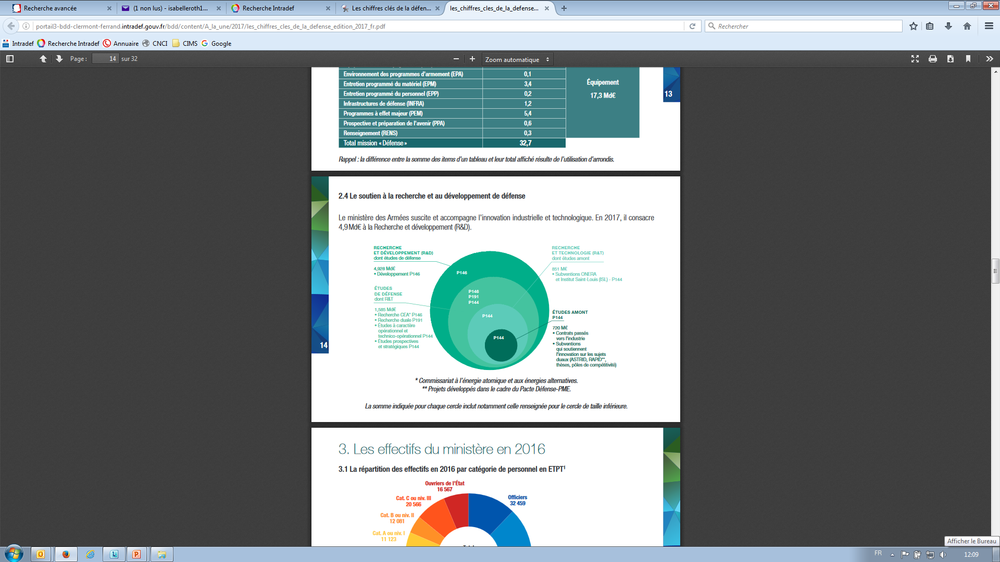 Recherche avancée
(1 non lus) - isabelleroth1...
Recherche Intradef
Les chiffres clés de la défen...
les_chiffres_cles_de_la_defense...
portail3-bdd-clermont-ferrand.intradef.gouv.fr/bdd/content/A_la_une/2017/les_chiffres_cles_de_la_defense_edition_2017_fr.pdf
Rechercher
Intradef
Recherche Intradef
Annuaire
CNCI
CIMS
Google
Page :
14
sur 32
Zoom automatique
Environnement des programmes d'armement (EPA) 0,1
Entretien programmé du matériel (EPM) 3,4
Entretien programmé du personnel (EPP) 0,2
Infrastructures de défense (INFRA) 1,2
Programmes à effet majeur (PEM) 5,4
Prospective et préparation de l'avenir (PPA) 0,6
Renseignement (RENS) 0,3
Total mission « Défense » 32,7
Équipement
17,3 Md€
13
Rappel : la différence entre la somme des items d'un tableau et leur total affiché résulte de l'utilisation d'arrondis.
2.4 Le soutien à la recherche et au développement de défense
Le ministère des Armées suscite et accompagne l'innovation industrielle et technologique. En 2017, il consacre
4,9 Md€ à la Recherche et développement (R&D).
RECHERCHE
ET DÉVELOPPEMENT (R&D)
dont études de défense
4,928 Md€
• Développement P146
ÉTUDES
DE DÉFENSE
dont R&T
1,585 Md€
• Recherche CEA* P146
• Recherche duale P191
• Études à caractère
opérationnel et
technico-opérationnel P144
• Études prospectives
et stratégiques P144
P146
P146
P191
P144
P144
P144
RECHERCHE
ET TECHNOLOGIE (R&T)
dont études amont
851 M€
• Subventions ONERA
et Institut Saint-Louis (ISL) - P144
ÉTUDES AMONT
P144
720 M€
• Contrats passés
vers l'industrie
• Subventions
qui soutiennent
l'innovation sur les sujets
duaux (ASTRID, RAPID**,
thèses, pôles de compétitivité)
14
* Commissariat à l'énergie atomique et aux énergies alternatives.
** Projets développés dans le cadre du Pacte Défense-PME.
La somme indiquée pour chaque cercle inclut notamment celle renseignée pour le cercle de taille inférieure.
3. Les effectifs du ministère en 2016
3.1 La répartition des effectifs en 2016 par catégorie de personnel en ETPT¹
Ouvriers de l'État
16 567
Cat. C ou niv. III
20 566
Cat. B ou niv. II
12 081
Cat. A ou niv. I
11 123
Officiers
32 459
Afficher le Bureau
FR
12:09